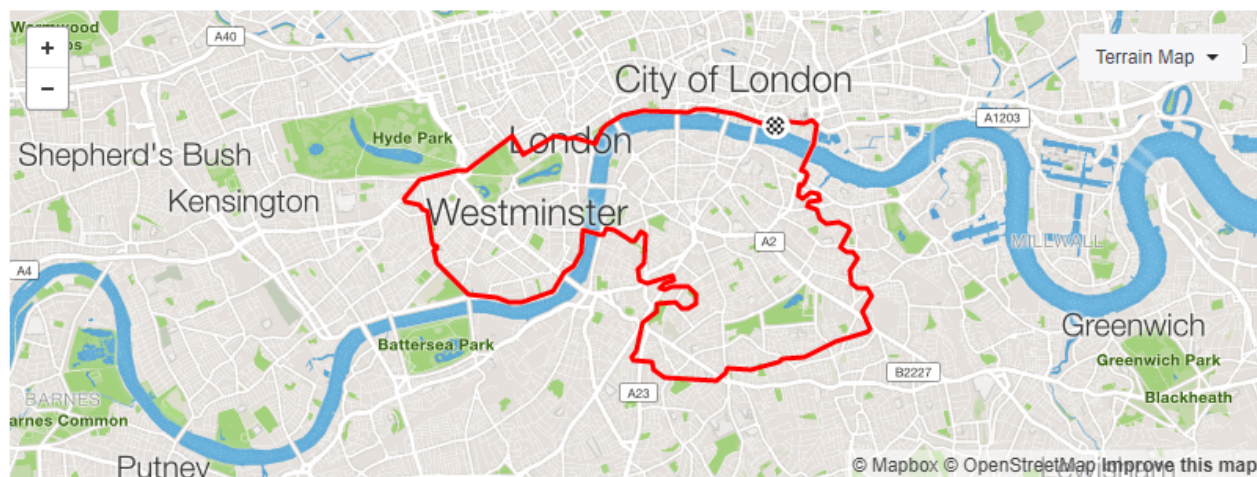 Wormwood
A40
+
−
Terrain Map
City of London
A1203
Hyde Park
London
Shepherd's Bush
Kensington
Westminster
A2
MILLWALL
A4
Greenwich
Battersea Park
Greenwich Park
B2227
A23
BARNES
Blackheath
arnes Common
Putney
© Mapbox © OpenStreetMap Improve this map